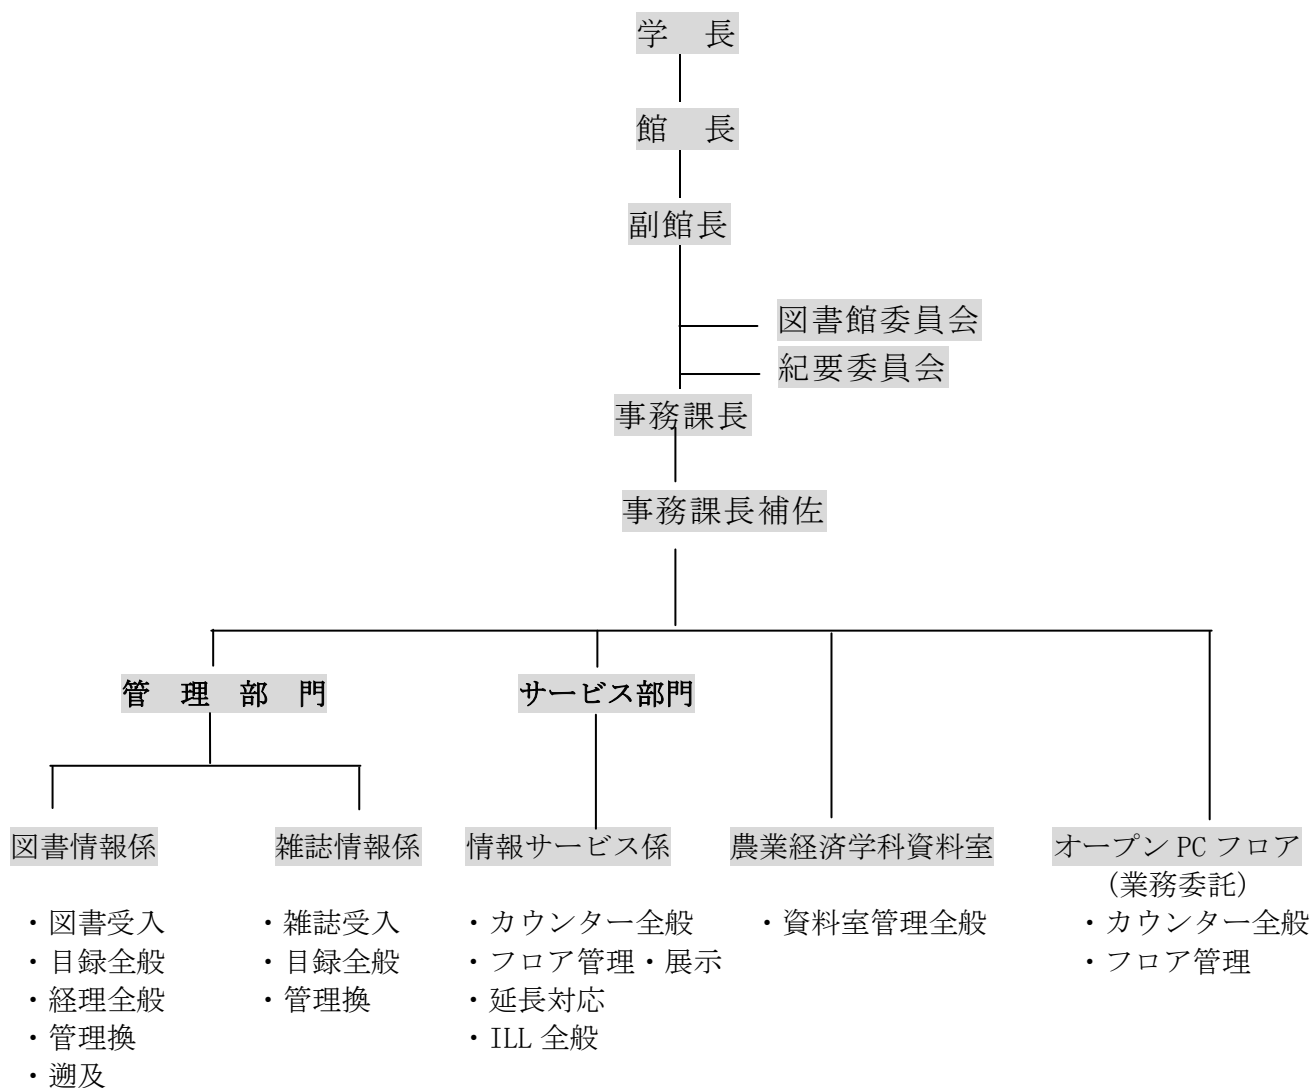 学　長
館　長
副館長
図書館委員会
紀要委員会
事務課長
事務課長補佐
管　理　部　門
サービス部門
図書情報係
・図書受入
・目録全般
・経理全般
・管理換
・遡及
雑誌情報係
・雑誌受入
・目録全般
・管理換
情報サービス係
・カウンター全般
・フロア管理・展示
・延長対応
・ILL 全般
農業経済学科資料室
・資料室管理全般
オープン PC フロア
(業務委託)
・カウンター全般
・フロア管理